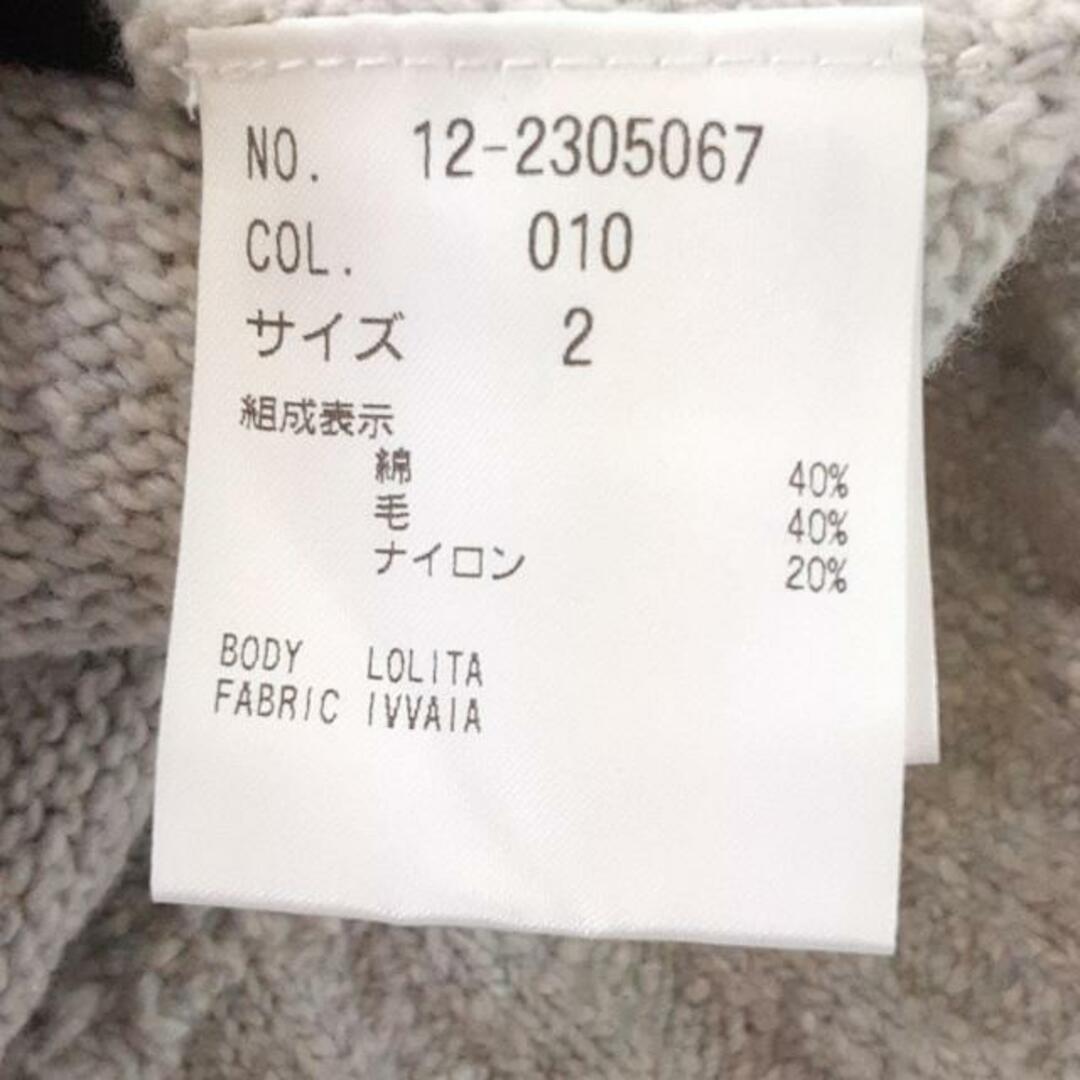 NO. 12-2305067
COL. 010
サイズ 2
組成表示
綿 40%
毛 40%
ナイロン 20%
BODY LOLITA
FABRIC IVVAIA